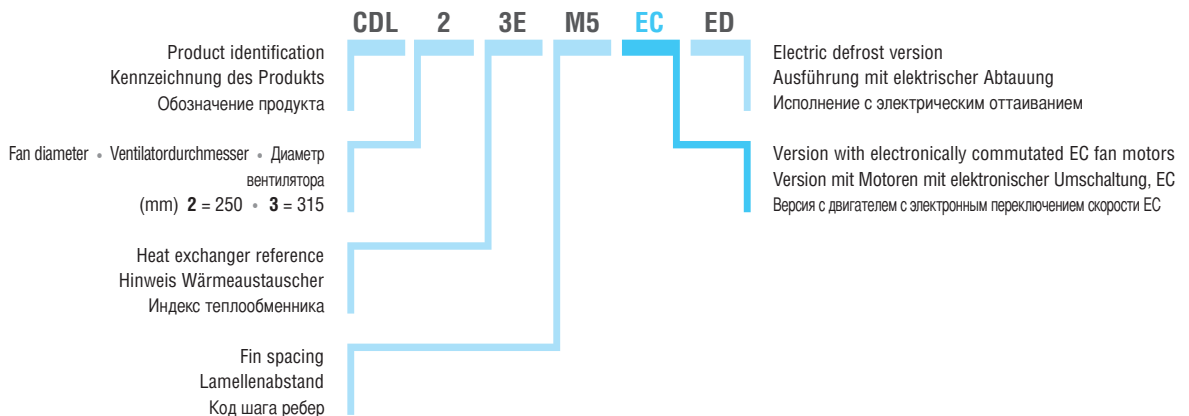 CDL 2 3E M5 EC ED
Product identification
Kennzeichnung des Produkts
Обозначение продукта
Electric defrost version
Ausführung mit elektrischer Abtauung
Исполнение с электрическим оттаиванием
Fan diameter • Ventilatordurchmesser • Диаметр
вентилятора
(mm) 2 = 250 • 3 = 315
Version with electronically commutated EC fan motors
Version mit Motoren mit elektronischer Umschaltung, EC
Версия с двигателем с электронным переключением скорости EC
Heat exchanger reference
Hinweis Wärmeaustauscher
Индекс теплообменника
Fin spacing
Lamellenabstand
Код шага ребер